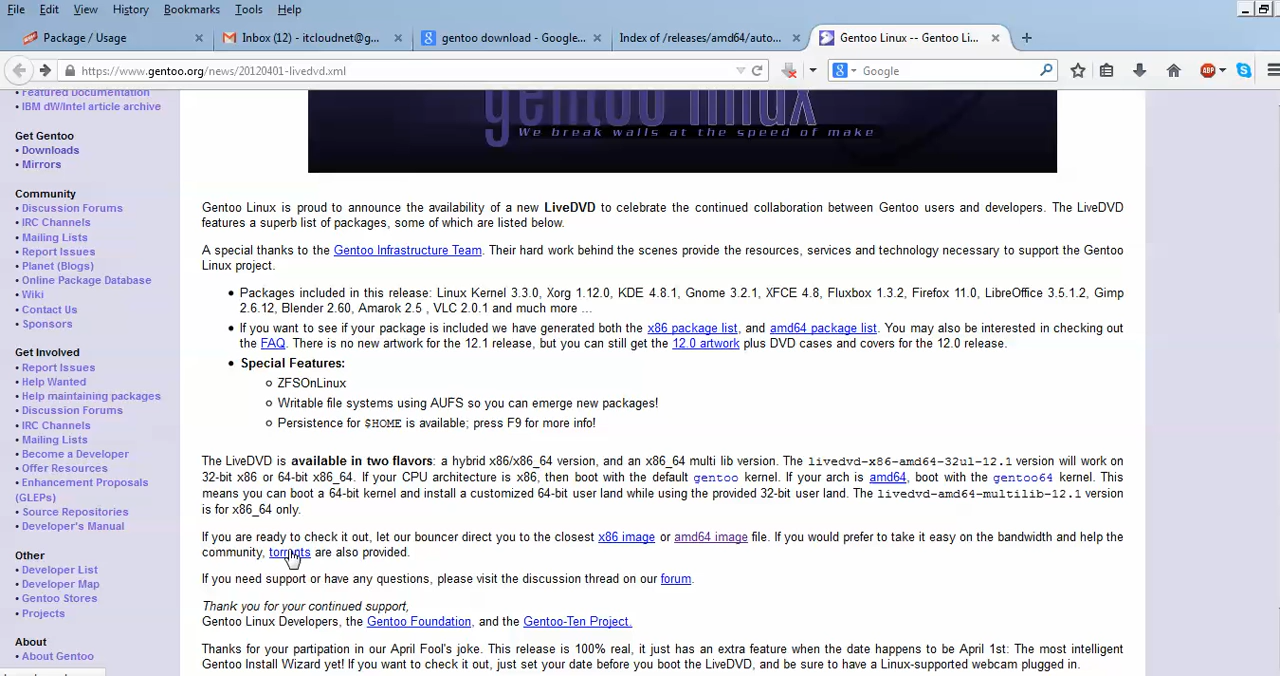 File Edit View History Bookmarks Tools Help
Package / Usage × Inbox (12) - itcloudnet@g... × gentoo download - Google... × Index of /releases/amd64/auto... × Gentoo Linux -- Gentoo Li... × +
https://www.gentoo.org/news/20120401-livedvd.xml Google ABP
Featured Documentation
IBM dW/Intel article archive
Get Gentoo
Downloads
Mirrors
Community
Discussion Forums
IRC Channels
Mailing Lists
Report Issues
Planet (Blogs)
Online Package Database
Wiki
Contact Us
Sponsors
Get Involved
Report Issues
Help Wanted
Help maintaining packages
Discussion Forums
IRC Channels
Mailing Lists
Become a Developer
Offer Resources
Enhancement Proposals
(GLEPs)
Source Repositories
Developer's Manual
Other
Developer List
Developer Map
Gentoo Stores
Projects
About
About Gentoo
gentoo linux
We break walls at the speed of make
Gentoo Linux is proud to announce the availability of a new LiveDVD to celebrate the continued collaboration between Gentoo users and developers. The LiveDVD
features a superb list of packages, some of which are listed below.
A special thanks to the Gentoo Infrastructure Team. Their hard work behind the scenes provide the resources, services and technology necessary to support the Gentoo
Linux project.
• Packages included in this release: Linux Kernel 3.3.0, Xorg 1.12.0, KDE 4.8.1, Gnome 3.2.1, XFCE 4.8, Fluxbox 1.3.2, Firefox 11.0, LibreOffice 3.5.1.2, Gimp
2.6.12, Blender 2.60, Amarok 2.5 , VLC 2.0.1 and much more ...
• If you want to see if your package is included we have generated both the x86 package list, and amd64 package list. You may also be interested in checking out
the FAQ. There is no new artwork for the 12.1 release, but you can still get the 12.0 artwork plus DVD cases and covers for the 12.0 release.
• Special Features:
ZFSOnLinux
Writable file systems using AUFS so you can emerge new packages!
Persistence for $HOME is available; press F9 for more info!
The LiveDVD is available in two flavors: a hybrid x86/x86_64 version, and an x86_64 multi lib version. The livedvd-x86-amd64-32ul-12.1 version will work on
32-bit x86 or 64-bit x86_64. If your CPU architecture is x86, then boot with the default gentoo kernel. If your arch is amd64, boot with the gentoo64 kernel. This
means you can boot a 64-bit kernel and install a customized 64-bit user land while using the provided 32-bit user land. The livedvd-amd64-multilib-12.1 version
is for x86_64 only.
If you are ready to check it out, let our bouncer direct you to the closest x86 image or amd64 image file. If you would prefer to take it easy on the bandwidth and help the
community, torrents are also provided.
If you need support or have any questions, please visit the discussion thread on our forum.
Thank you for your continued support,
Gentoo Linux Developers, the Gentoo Foundation, and the Gentoo-Ten Project.
Thanks for your partipation in our April Fool's joke. This release is 100% real, it just has an extra feature when the date happens to be April 1st: The most intelligent
Gentoo Install Wizard yet! If you want to check it out, just set your date before you boot the LiveDVD, and be sure to have a Linux-supported webcam plugged in.